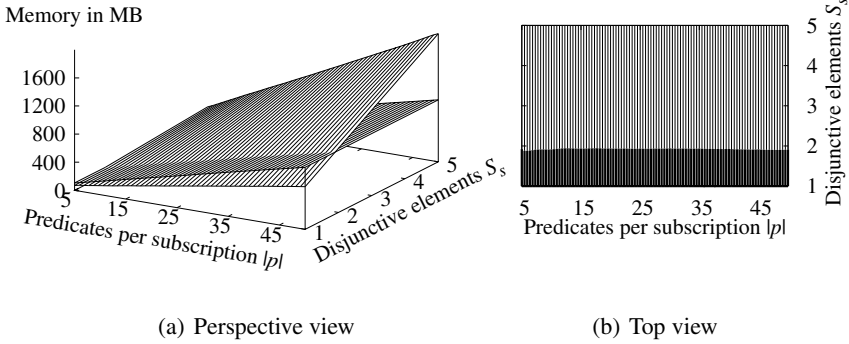 Memory in MB
1600
1200
800
400
0
5
15
25
35
45
Predicates per subscription |p|
1
2
3
4
5
Disjunctive elements Ss
5
4
3
2
1
Disjunctive elements Ss
5 15 25 35 45
Predicates per subscription |p|
(a) Perspective view
(b) Top view